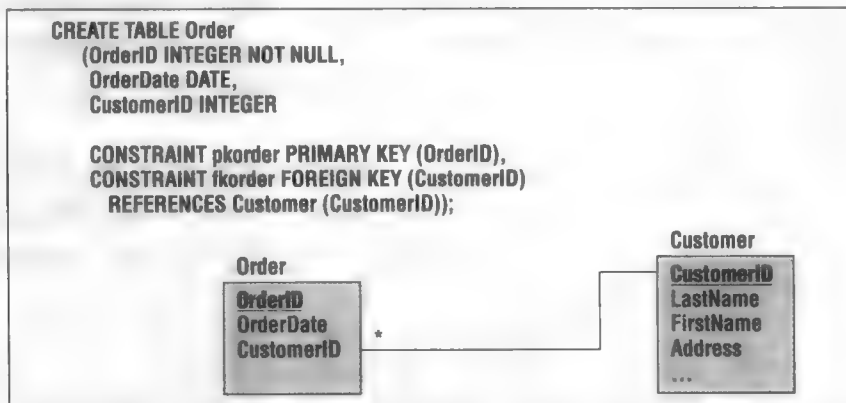 CREATE TABLE Order
(OrderID INTEGER NOT NULL,
OrderDate DATE,
CustomerID INTEGER
CONSTRAINT pkorder PRIMARY KEY (OrderID),
CONSTRAINT fkorder FOREIGN KEY (CustomerID)
REFERENCES Customer (CustomerID));
Order
OrderID
OrderDate
CustomerID
*
Customer
CustomerID
LastName
FirstName
Address
...